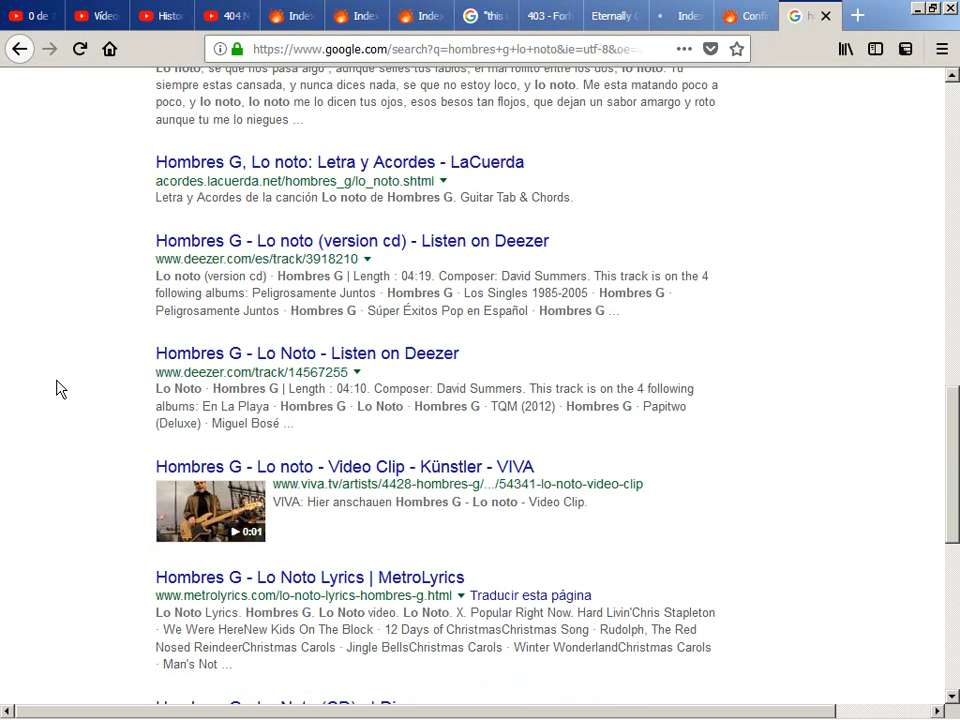 0 de
Vídeo
Histo
404 N
Index
Index
Index
"this i
403 - Forb
Eternally
Index
Confi
h
https://www.google.com/search?q=hombres+g+lo+noto&ie=utf-8&oe=
Lo noto, se que nos pasa algo , aunque selles tus labios, el mal rollito entre los dos, lo noto. Tu
siempre estas cansada, y nunca dices nada, se que no estoy loco, y lo noto. Me esta matando poco a
poco, y lo noto, lo noto me lo dicen tus ojos, esos besos tan flojos, que dejan un sabor amargo y roto
aunque tu me lo niegues ...
Hombres G, Lo noto: Letra y Acordes - LaCuerda
acordes.lacuerda.net/hombres_g/lo_noto.shtml
Letra y Acordes de la canción Lo noto de Hombres G. Guitar Tab & Chords.
Hombres G - Lo noto (version cd) - Listen on Deezer
www.deezer.com/es/track/3918210
Lo noto (version cd) · Hombres G | Length : 04:19. Composer: David Summers. This track is on the 4
following albums: Peligrosamente Juntos · Hombres G · Los Singles 1985-2005 · Hombres G ·
Peligrosamente Juntos · Hombres G · Súper Éxitos Pop en Español · Hombres G ...
Hombres G - Lo Noto - Listen on Deezer
www.deezer.com/track/14567255
Lo Noto · Hombres G | Length : 04:10. Composer: David Summers. This track is on the 4 following
albums: En La Playa · Hombres G · Lo Noto · Hombres G · TQM (2012) · Hombres G · Papitwo
(Deluxe) · Miguel Bosé ...
Hombres G - Lo noto - Video Clip - Künstler - VIVA
www.viva.tv/artists/4428-hombres-g/.../54341-lo-noto-video-clip
VIVA: Hier anschauen Hombres G - Lo noto - Video Clip.
0:01
Hombres G - Lo Noto Lyrics | MetroLyrics
www.metrolyrics.com/lo-noto-lyrics-hombres-g.html Traducir esta página
Lo Noto Lyrics. Hombres G. Lo Noto video. Lo Noto. X. Popular Right Now. Hard Livin'Chris Stapleton
· We Were HereNew Kids On The Block · 12 Days of ChristmasChristmas Song · Rudolph, The Red
Nosed ReindeerChristmas Carols · Jingle BellsChristmas Carols · Winter WonderlandChristmas Carols
· Man's Not ...